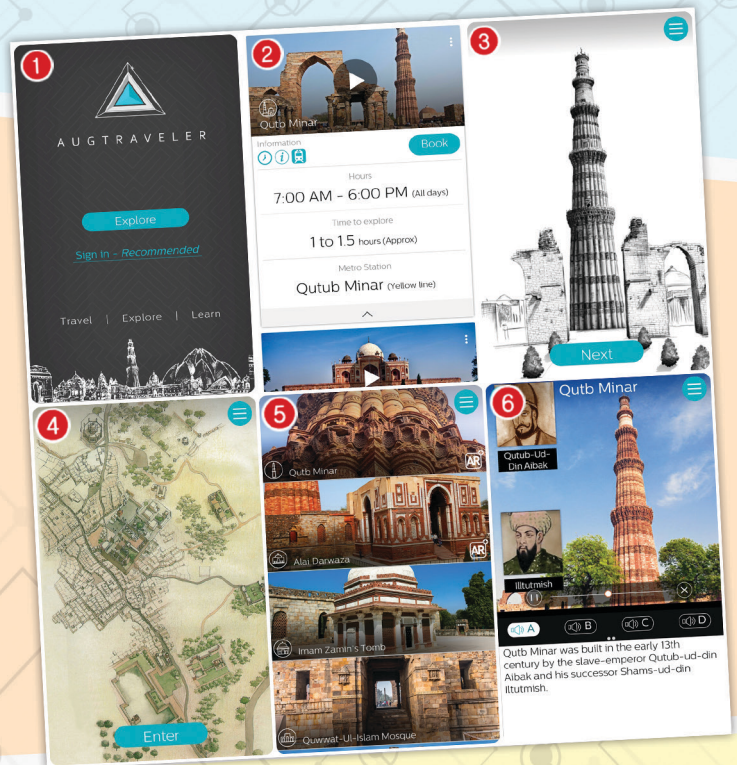 1
AUGTRAVELER
Explore
Sign In - Recommended
Travel | Explore | Learn
2
Qutb Minar
Information
Book
Hours
7:00 AM - 6:00 PM (All days)
Time to explore
1 to 1.5 hours (Approx)
Metro Station
Qutub Minar (Yellow line)
3
Next
4
Enter
5
Qutb Minar
AR
Alai Darwaza
AR
Imam Zamin's Tomb
Quwwat-Ul-Islam Mosque
6
Qutb Minar
Qutub-Ud-
Din Aibak
Illtutmish
A B C D
Qutb Minar was built in the early 13th
century by the slave-emperor Qutub-ud-din
Aibak and his successor Shams-ud-din
Iltutmish.